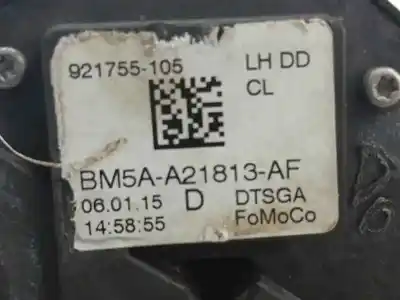 921755-105 LH DD
CL
BM5A-A21813-AF
06.01.15 D DTSGA
14:58:55 FoMoCo